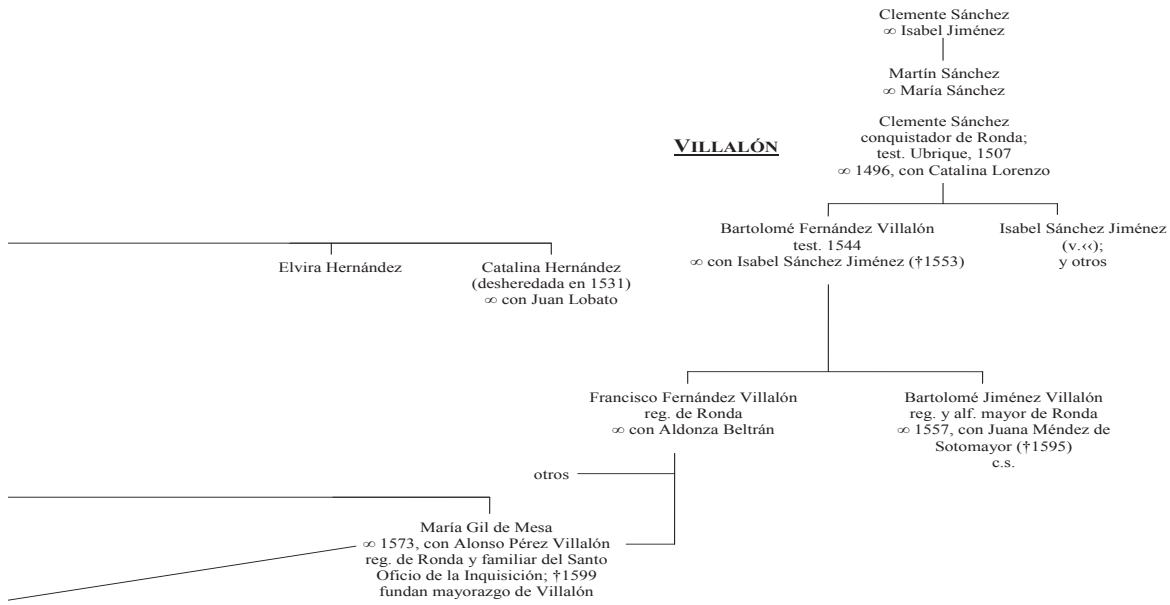 Clemente Sánchez
∞ Isabel Jiménez
Martín Sánchez
∞ María Sánchez
Clemente Sánchez
conquistador de Ronda;
test. Ubrique, 1507
∞ 1496, con Catalina Lorenzo
VILLALÓN
Bartolomé Fernández Villalón
test. 1544
∞ con Isabel Sánchez Jiménez (†1553)
Isabel Sánchez Jiménez
(v.‹‹);
y otros
Elvira Hernández
Catalina Hernández
(desheredada en 1531)
∞ con Juan Lobato
Francisco Fernández Villalón
reg. de Ronda
∞ con Aldonza Beltrán
Bartolomé Jiménez Villalón
reg. y alf. mayor de Ronda
∞ 1557, con Juana Méndez de
Sotomayor (†1595)
c.s.
otros
María Gil de Mesa
∞ 1573, con Alonso Pérez Villalón
reg. de Ronda y familiar del Santo
Oficio de la Inquisición; †1599
fundan mayorazgo de Villalón